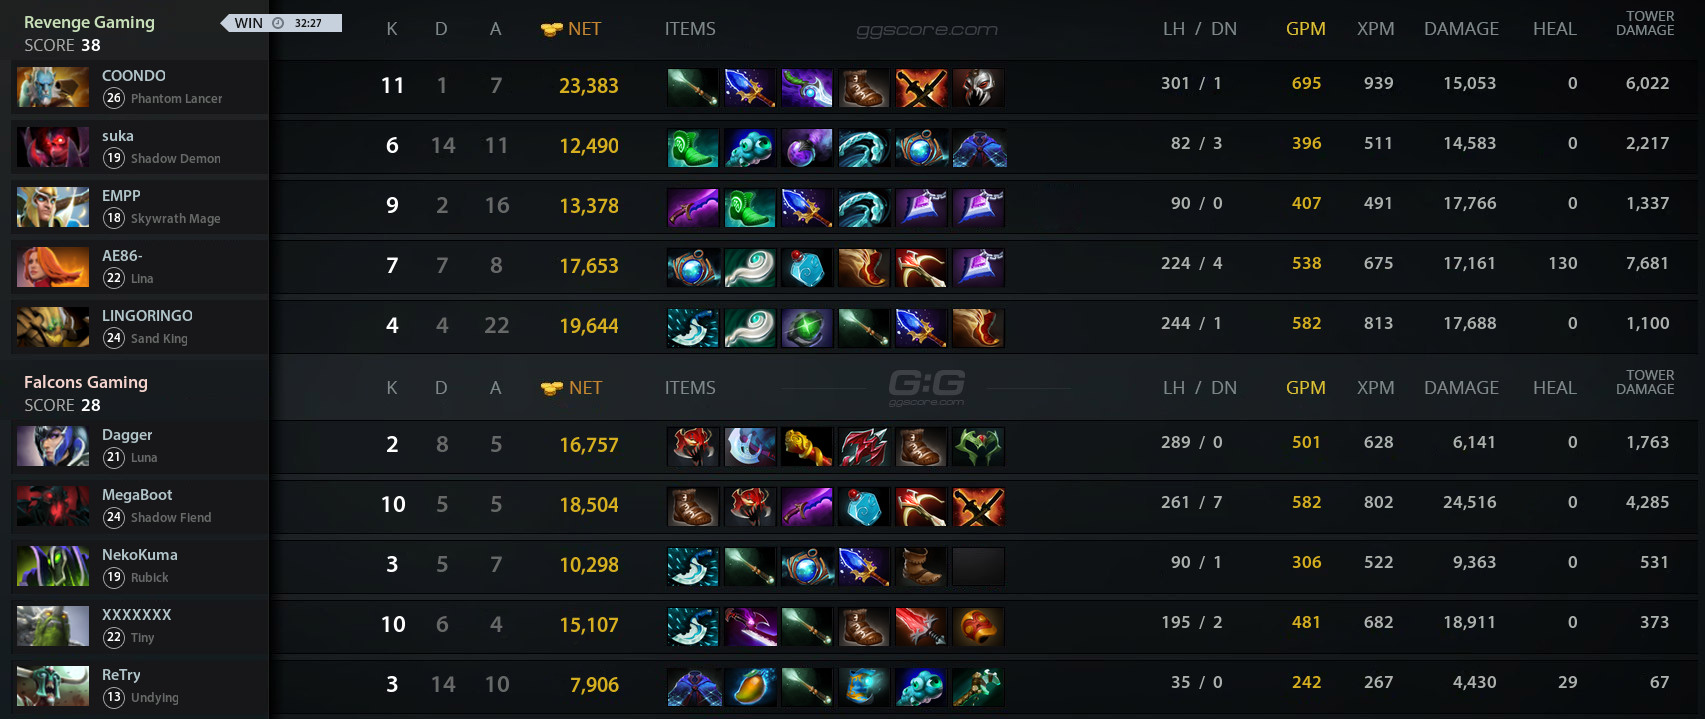 Revenge Gaming WIN 32:27 K D A NET ITEMS ggscore.com LH / DN GPM XPM DAMAGE HEAL TOWER DAMAGE
SCORE 38
COONDO 11 1 7 23,383 301 / 1 695 939 15,053 0 6,022
26 Phantom Lancer
suka 6 14 11 12,490 82 / 3 396 511 14,583 0 2,217
19 Shadow Demon
EMPP 9 2 16 13,378 90 / 0 407 491 17,766 0 1,337
18 Skywrath Mage
AE86- 7 7 8 17,653 224 / 4 538 675 17,161 130 7,681
22 Lina
LINGORINGO 4 4 22 19,644 244 / 1 582 813 17,688 0 1,100
24 Sand King
Falcons Gaming K D A NET ITEMS G:G ggscore.com LH / DN GPM XPM DAMAGE HEAL TOWER DAMAGE
SCORE 28
Dagger 2 8 5 16,757 289 / 0 501 628 6,141 0 1,763
21 Luna
MegaBoot 10 5 5 18,504 261 / 7 582 802 24,516 0 4,285
24 Shadow Fiend
NekoKuma 3 5 7 10,298 90 / 1 306 522 9,363 0 531
19 Rubick
XXXXXXX 10 6 4 15,107 195 / 2 481 682 18,911 0 373
22 Tiny
ReTry 3 14 10 7,906 35 / 0 242 267 4,430 29 67
13 Undying